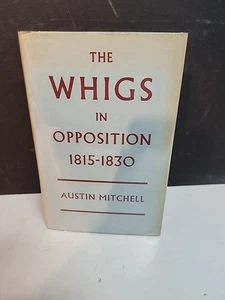 THE
WHIGS
IN
OPPOSITION
1815-1830
AUSTIN MITCHELL